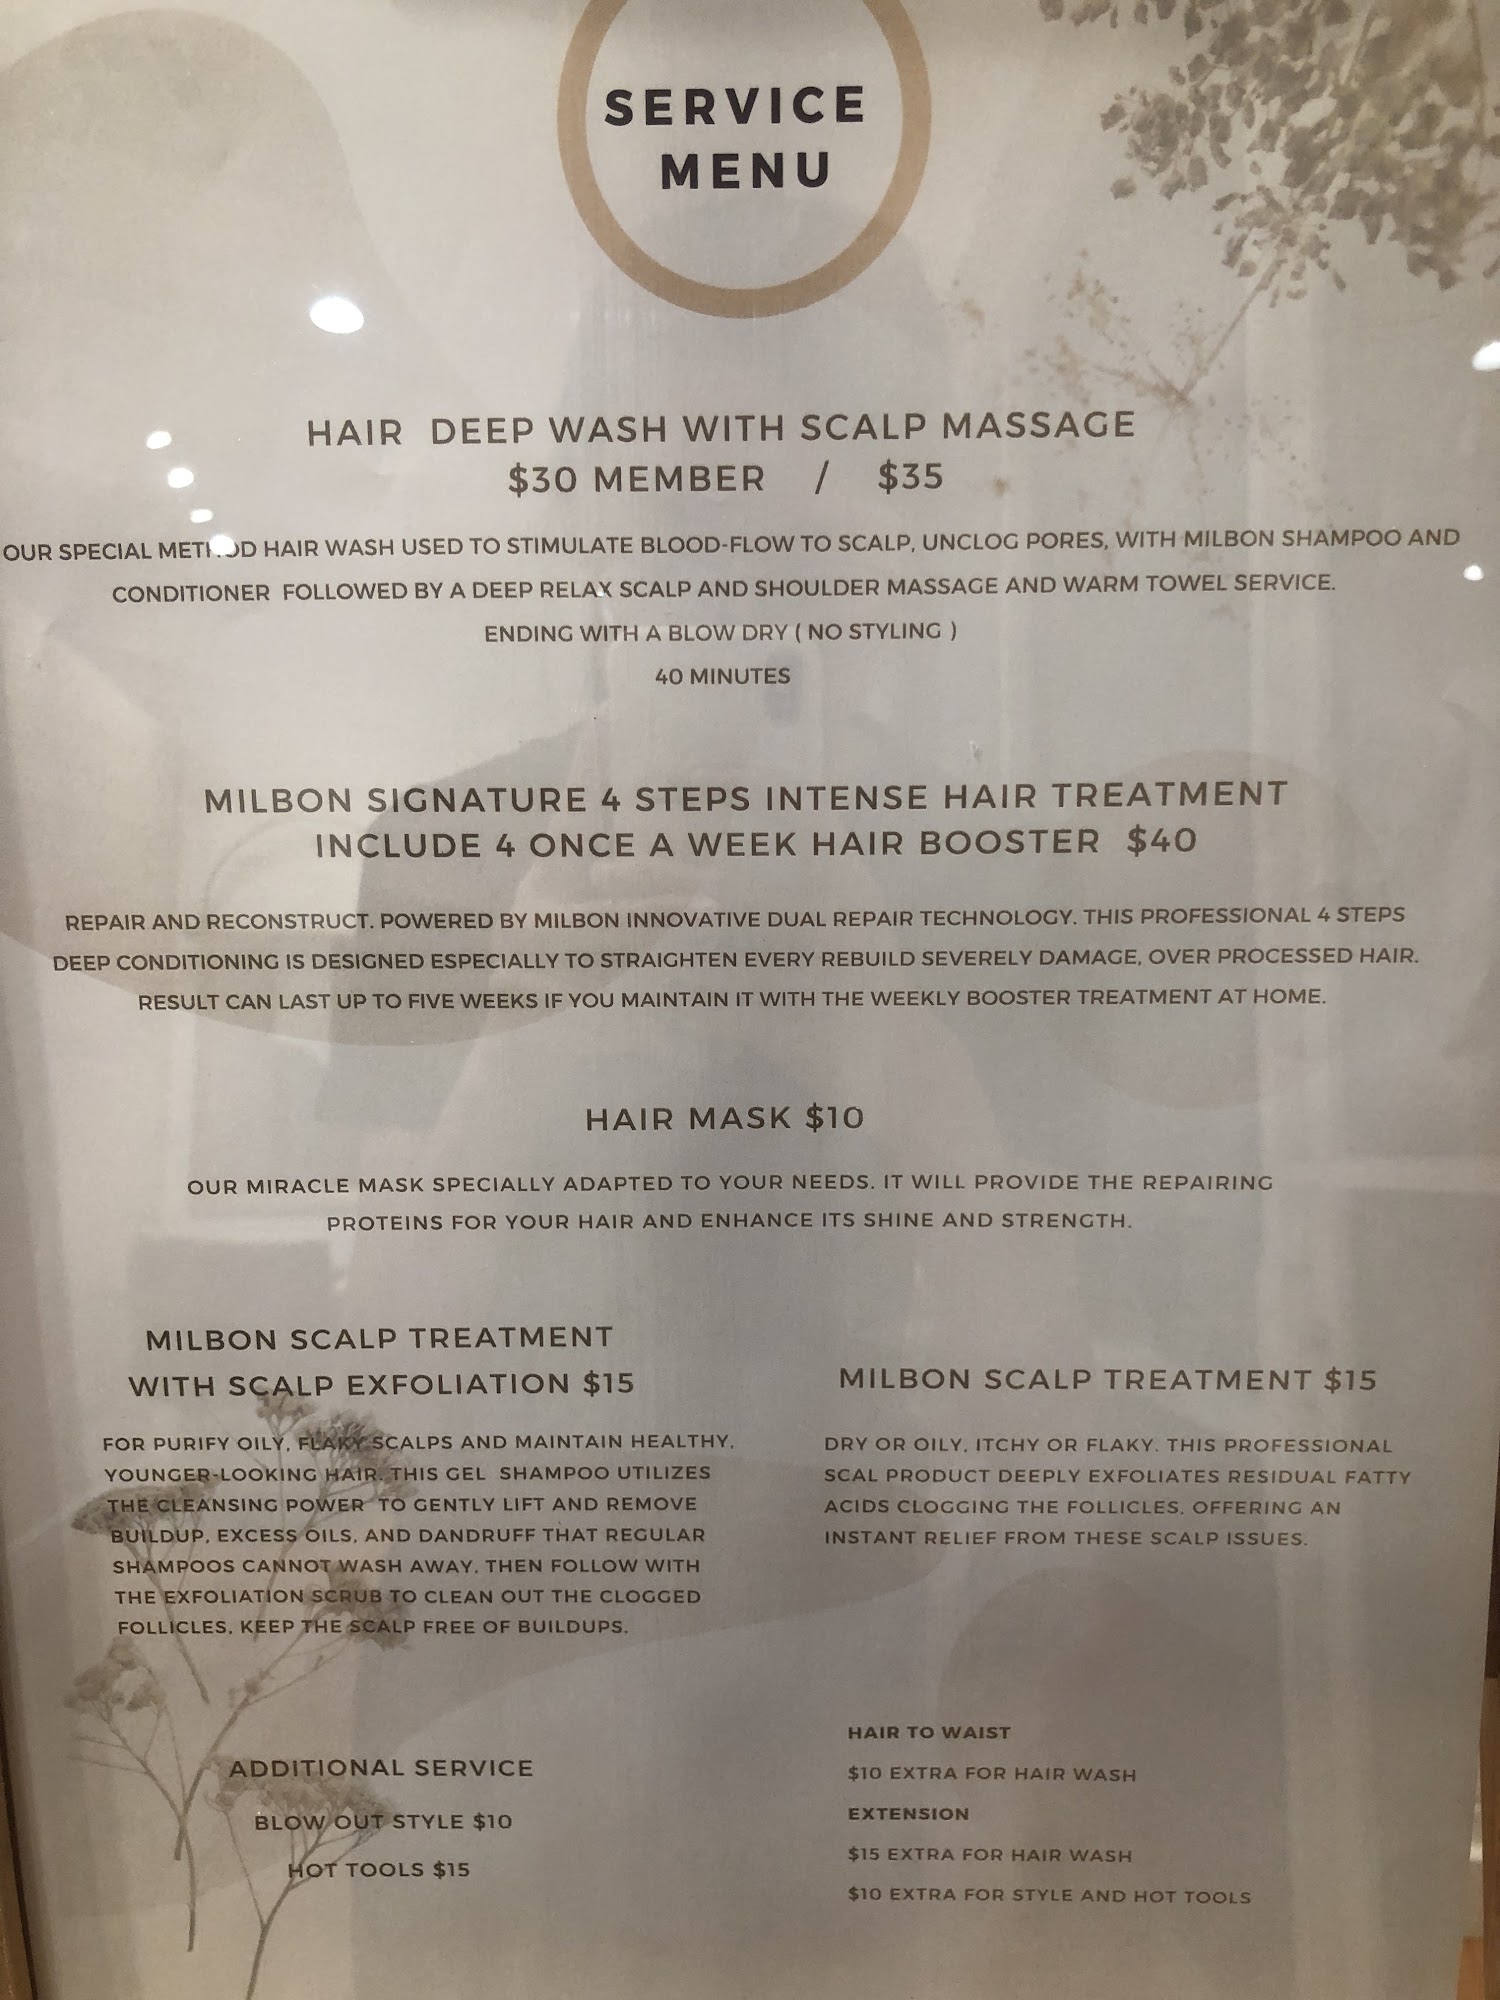 SERVICE
MENU
HAIR DEEP WASH WITH SCALP MASSAGE
$30 MEMBER / $35
OUR SPECIAL METHOD HAIR WASH USED TO STIMULATE BLOOD-FLOW TO SCALP, UNCLOG PORES, WITH MILBON SHAMPOO AND
CONDITIONER FOLLOWED BY A DEEP RELAX SCALP AND SHOULDER MASSAGE AND WARM TOWEL SERVICE.
ENDING WITH A BLOW DRY ( NO STYLING )
40 MINUTES
MILBON SIGNATURE 4 STEPS INTENSE HAIR TREATMENT
INCLUDE 4 ONCE A WEEK HAIR BOOSTER $40
REPAIR AND RECONSTRUCT. POWERED BY MILBON INNOVATIVE DUAL REPAIR TECHNOLOGY. THIS PROFESSIONAL 4 STEPS
DEEP CONDITIONING IS DESIGNED ESPECIALLY TO STRAIGHTEN EVERY REBUILD SEVERELY DAMAGE, OVER PROCESSED HAIR.
RESULT CAN LAST UP TO FIVE WEEKS IF YOU MAINTAIN IT WITH THE WEEKLY BOOSTER TREATMENT AT HOME.
HAIR MASK $10
OUR MIRACLE MASK SPECIALLY ADAPTED TO YOUR NEEDS. IT WILL PROVIDE THE REPAIRING
PROTEINS FOR YOUR HAIR AND ENHANCE ITS SHINE AND STRENGTH.
MILBON SCALP TREATMENT
WITH SCALP EXFOLIATION $15
FOR PURIFY OILY, FLAKY SCALPS AND MAINTAIN HEALTHY,
YOUNGER-LOOKING HAIR. THIS GEL SHAMPOO UTILIZES
THE CLEANSING POWER TO GENTLY LIFT AND REMOVE
BUILDUP, EXCESS OILS, AND DANDRUFF THAT REGULAR
SHAMPOOS CANNOT WASH AWAY. THEN FOLLOW WITH
THE EXFOLIATION SCRUB TO CLEAN OUT THE CLOGGED
FOLLICLES. KEEP THE SCALP FREE OF BUILDUPS.
MILBON SCALP TREATMENT $15
DRY OR OILY, ITCHY OR FLAKY. THIS PROFESSIONAL
SCAL PRODUCT DEEPLY EXFOLIATES RESIDUAL FATTY
ACIDS CLOGGING THE FOLLICLES, OFFERING AN
INSTANT RELIEF FROM THESE SCALP ISSUES.
ADDITIONAL SERVICE
BLOW OUT STYLE $10
HOT TOOLS $15
HAIR TO WAIST
$10 EXTRA FOR HAIR WASH
EXTENSION
$15 EXTRA FOR HAIR WASH
$10 EXTRA FOR STYLE AND HOT TOOLS